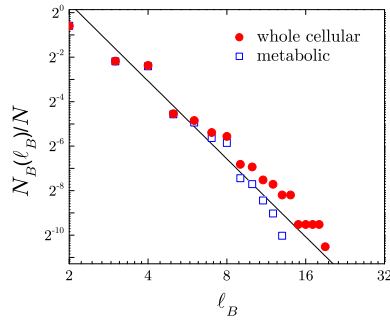 2^0
whole cellular
metabolic
2^-2
2^-4
2^-6
2^-8
2^-10
N_B(ℓ_B)/N
2 4 8 16 32
ℓ_B